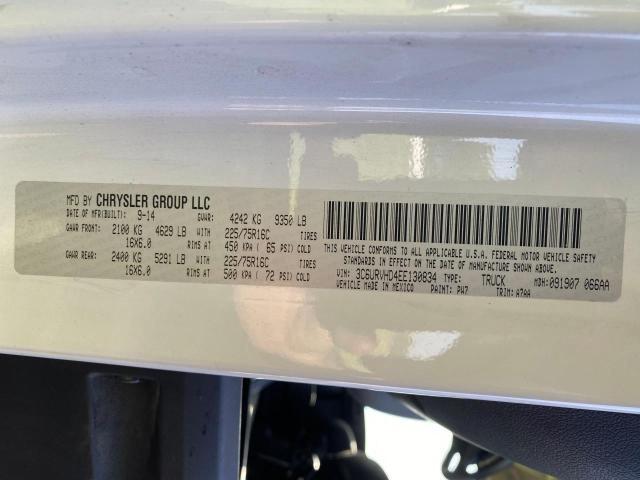 MFD BY CHRYSLER GROUP LLC
DATE OF MFR(BUILT): 9-14 GVWR: 4242 KG 9350 LB
GAWR FRONT: 2100 KG 4629 LB WITH 225/75R16C TIRES
16X6.0 RIMS AT 450 KPA ( 65 PSI) COLD
GAWR REAR: 2400 KG 5291 LB WITH 225/75R16C TIRES
16X6.0 RIMS AT 500 KPA ( 72 PSI) COLD
THIS VEHICLE CONFORMS TO ALL APPLICABLE U.S.A. FEDERAL MOTOR VEHICLE SAFETY
STANDARDS IN EFFECT ON THE DATE OF MANUFACTURE SHOWN ABOVE.
VIN: 3C6URVHD4EE130834 TYPE: TRUCK MDH: 091907 066AA
VEHICLE MADE IN MEXICO PAINT: PW7 TRIM: A7AA